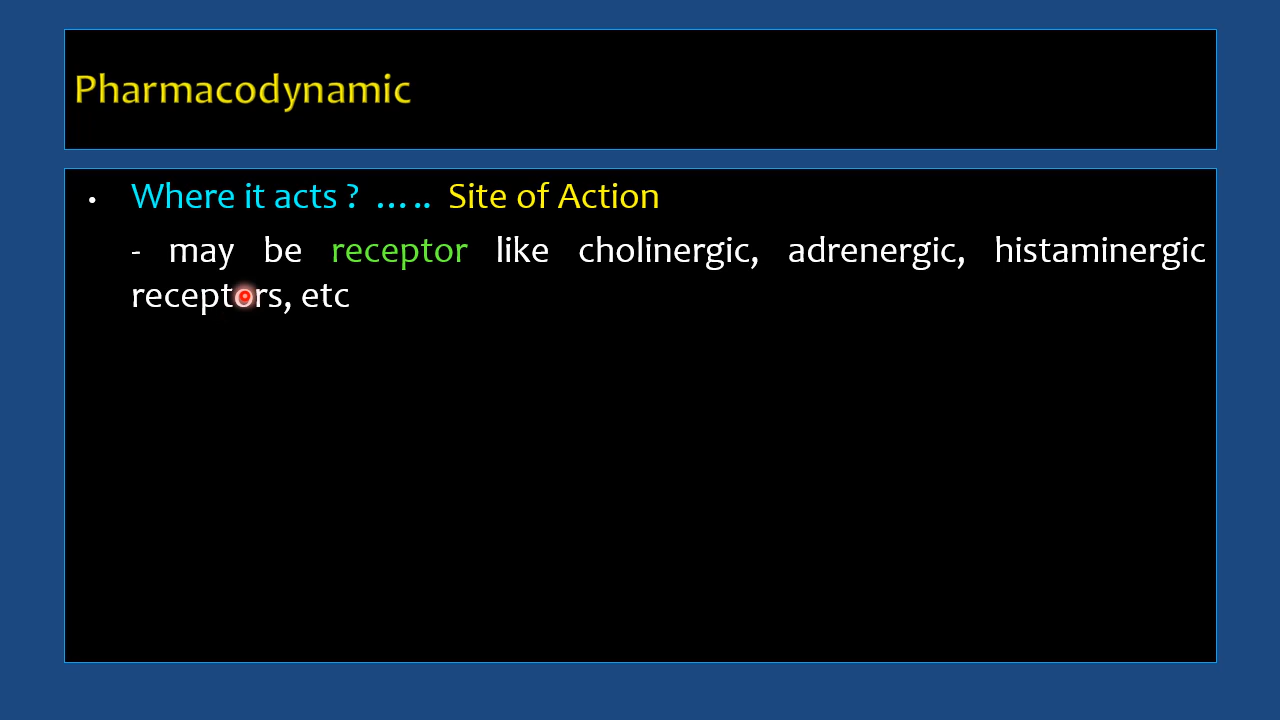 Pharmacodynamic
• Where it acts ? ….. Site of Action
- may be receptor like cholinergic, adrenergic, histaminergic
receptors, etc